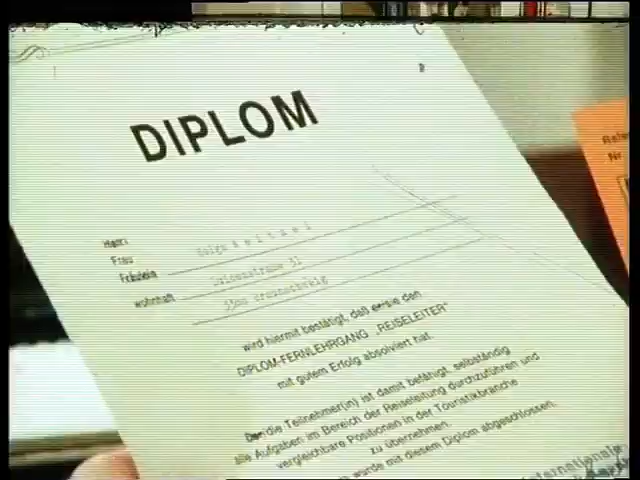 DIPLOM
Herrn
Frau
Fräulein
wohnhaft
wird hiermit bestätigt, daß er/sie den
DIPLOM-FERNLEHRGANG „REISELEITER"
mit gutem Erfolg absolviert hat.
Der/die Teilnehmer(in) ist damit befähigt, selbständig
alle Aufgaben im Bereich der Reiseleitung durchzuführen und
vergleichbare Positionen in der Touristikbranche
zu übernehmen.
wurde mit diesem Diplom abgeschlossen.
Nr